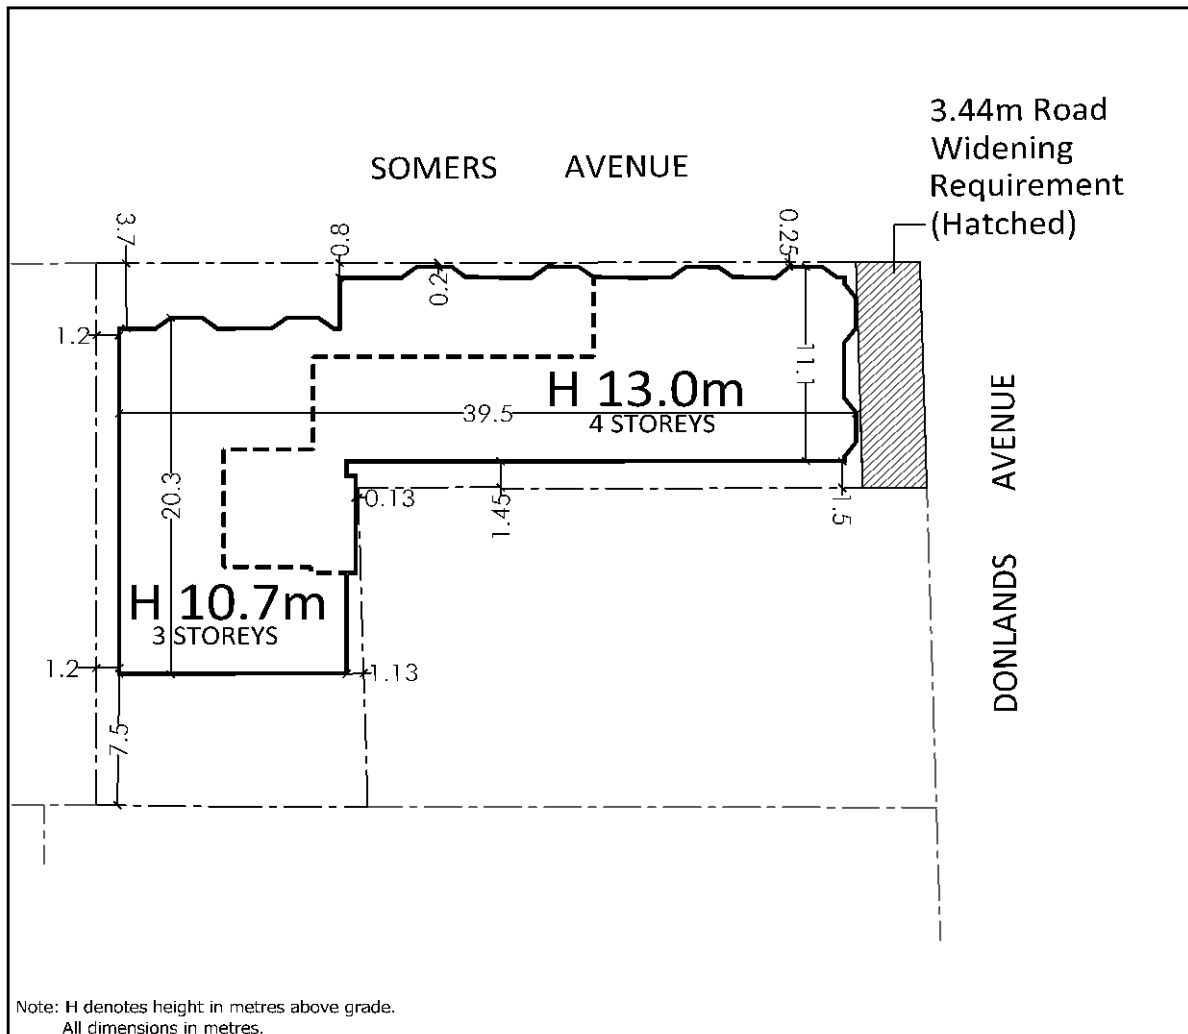 3.44m Road
Widening
Requirement
(Hatched)
SOMERS AVENUE
3.7
0.8
0.2
0.25
1.2
11.1
H 13.0m
4 STOREYS
39.5
20.3
0.13
1.45
1.5
H 10.7m
3 STOREYS
1.2
1.13
7.5
DONLANDS AVENUE
Note: H denotes height in metres above grade.
All dimensions in metres.